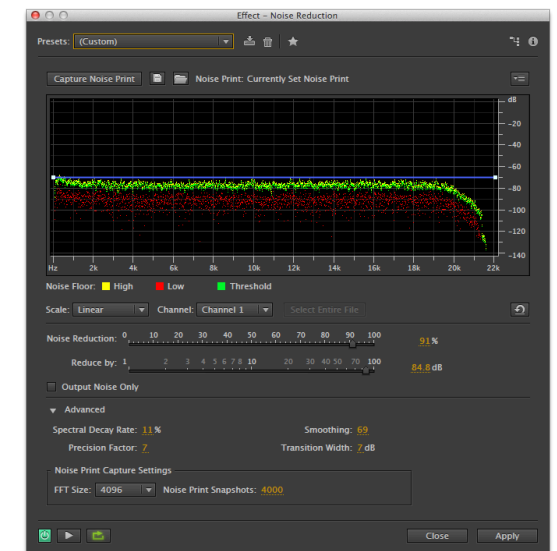 Effect – Noise Reduction
Presets: (Custom)
Capture Noise Print Noise Print: Currently Set Noise Print
dB
-20
-40
-60
-80
-100
-120
-140
Hz 2k 4k 6k 8k 10k 12k 14k 16k 18k 20k 22k
Noise Floor: High Low Threshold
Scale: Linear Channel: Channel 1 Select Entire File
Noise Reduction: 0 10 20 30 40 50 60 70 80 90 100 91 %
Reduce by: 1 2 3 4 5 6 7 8 10 20 30 40 50 70 100 84.8 dB
Output Noise Only
Advanced
Spectral Decay Rate: 11 % Smoothing: 69
Precision Factor: 7 Transition Width: 7 dB
Noise Print Capture Settings
FFT Size: 4096 Noise Print Snapshots: 4000
Close Apply